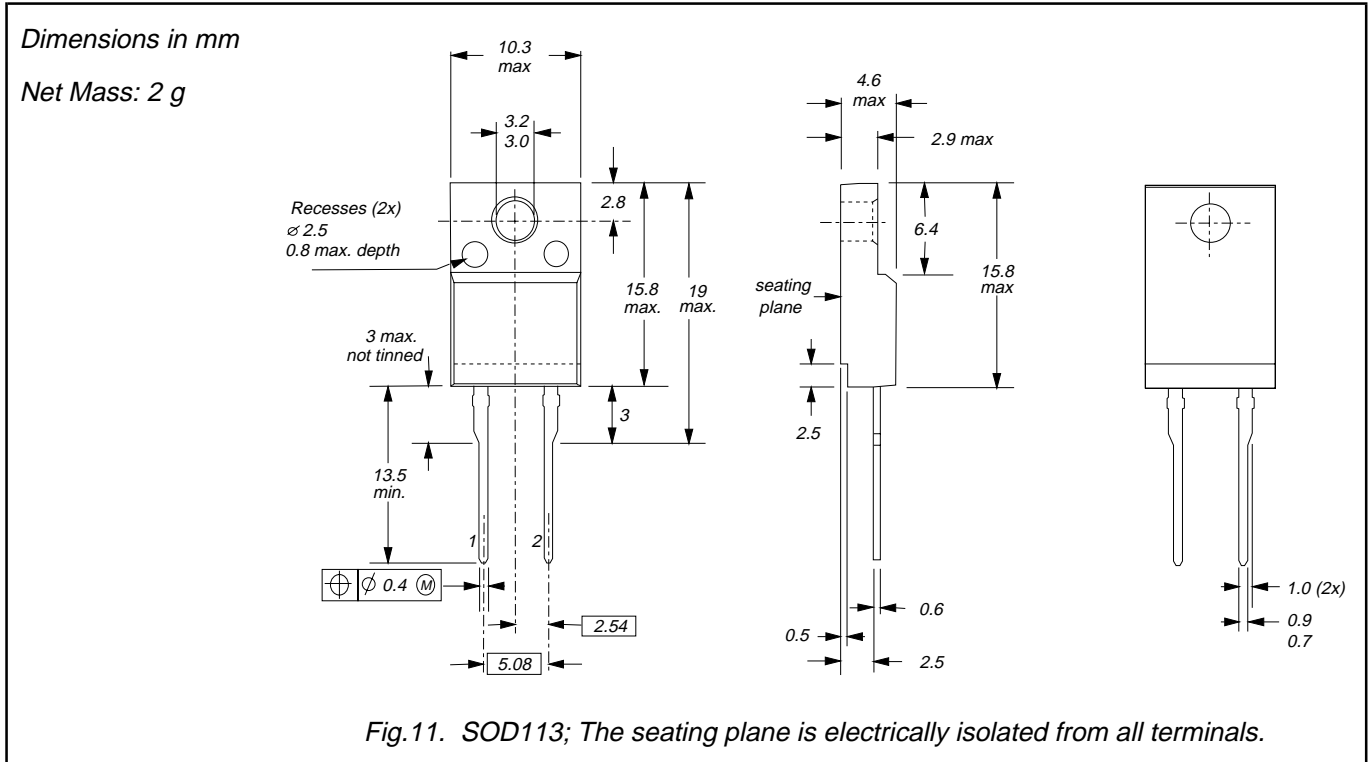 Dimensions in mm
Net Mass: 2 g
10.3
max
3.2
3.0
2.8
Recesses (2x)
⌀ 2.5
0.8 max. depth
15.8
max.
19
max.
3 max.
not tinned
3
13.5
min.
1
2
⌀ 0.4 Ⓜ
2.54
5.08
4.6
max
2.9 max
6.4
15.8
max
seating
plane
2.5
0.6
0.5
2.5
1.0 (2x)
0.9
0.7
Fig.11. SOD113; The seating plane is electrically isolated from all terminals.